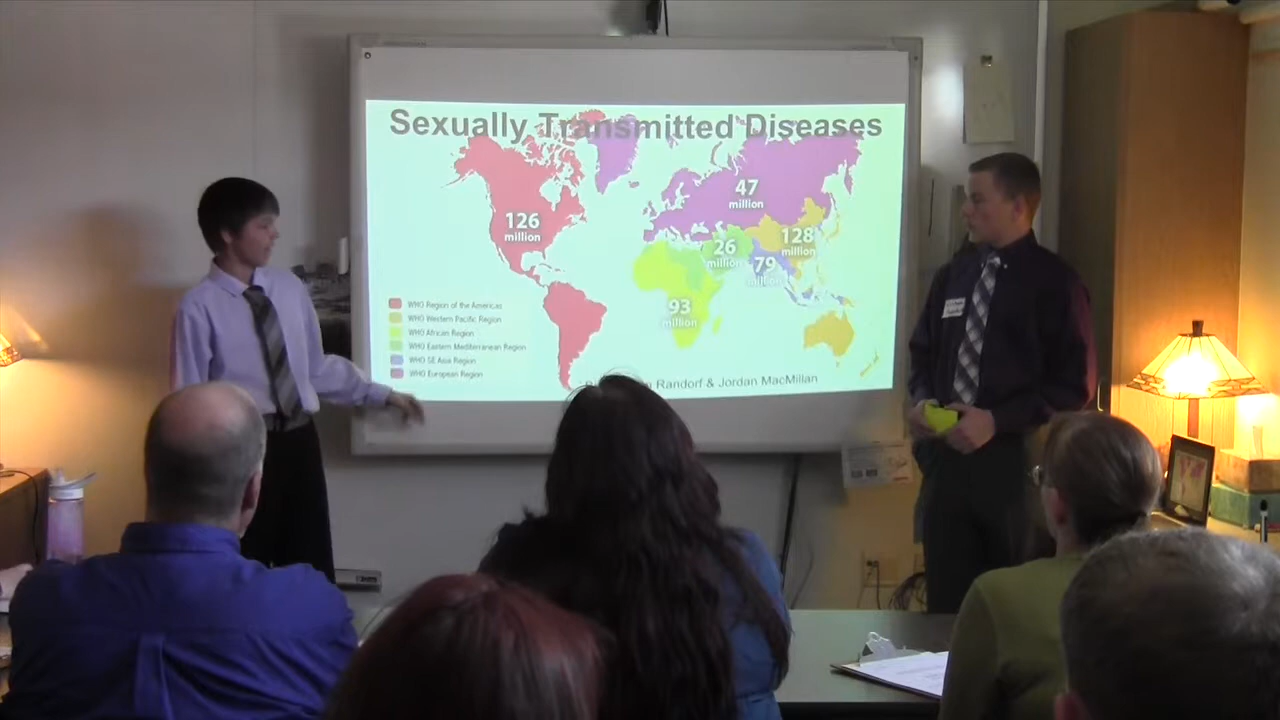 Sexually Transmitted Diseases
47
million
126
million
128
million
26
million
79
million
93
million
WHO Region of the Americas
WHO Western Pacific Region
WHO African Region
WHO Eastern Mediterranean Region
WHO SE Asia Region
WHO European Region
Randorf & Jordan MacMillan